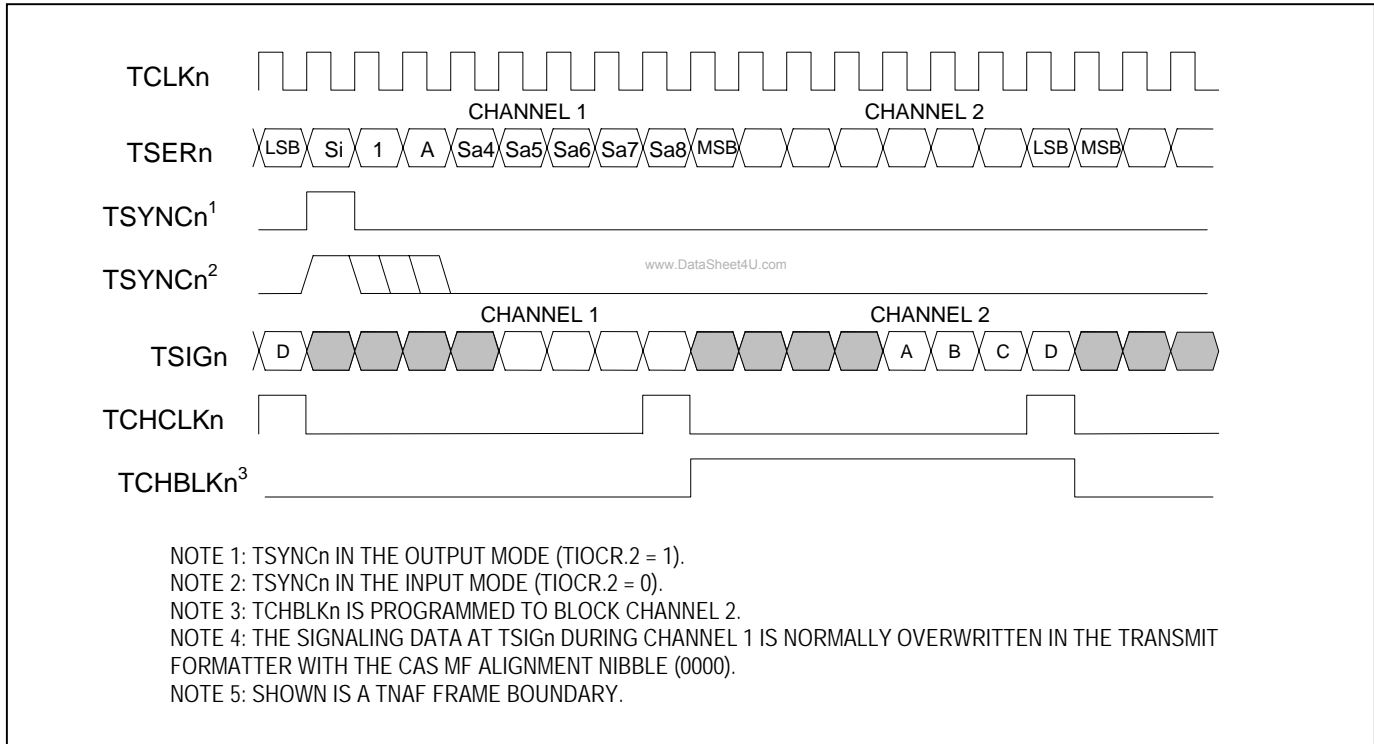 TCLKn
CHANNEL 1 CHANNEL 2
TSERn LSB Si 1 A Sa4 Sa5 Sa6 Sa7 Sa8 MSB LSB MSB
TSYNCn1
TSYNCn2
www.DataSheet4U.com
CHANNEL 1 CHANNEL 2
TSIGn D A B C D
TCHCLKn
TCHBLKn3
NOTE 1: TSYNCn IN THE OUTPUT MODE (TIOCR.2 = 1).
NOTE 2: TSYNCn IN THE INPUT MODE (TIOCR.2 = 0).
NOTE 3: TCHBLKn IS PROGRAMMED TO BLOCK CHANNEL 2.
NOTE 4: THE SIGNALING DATA AT TSIGn DURING CHANNEL 1 IS NORMALLY OVERWRITTEN IN THE TRANSMIT
FORMATTER WITH THE CAS MF ALIGNMENT NIBBLE (0000).
NOTE 5: SHOWN IS A TNAF FRAME BOUNDARY.